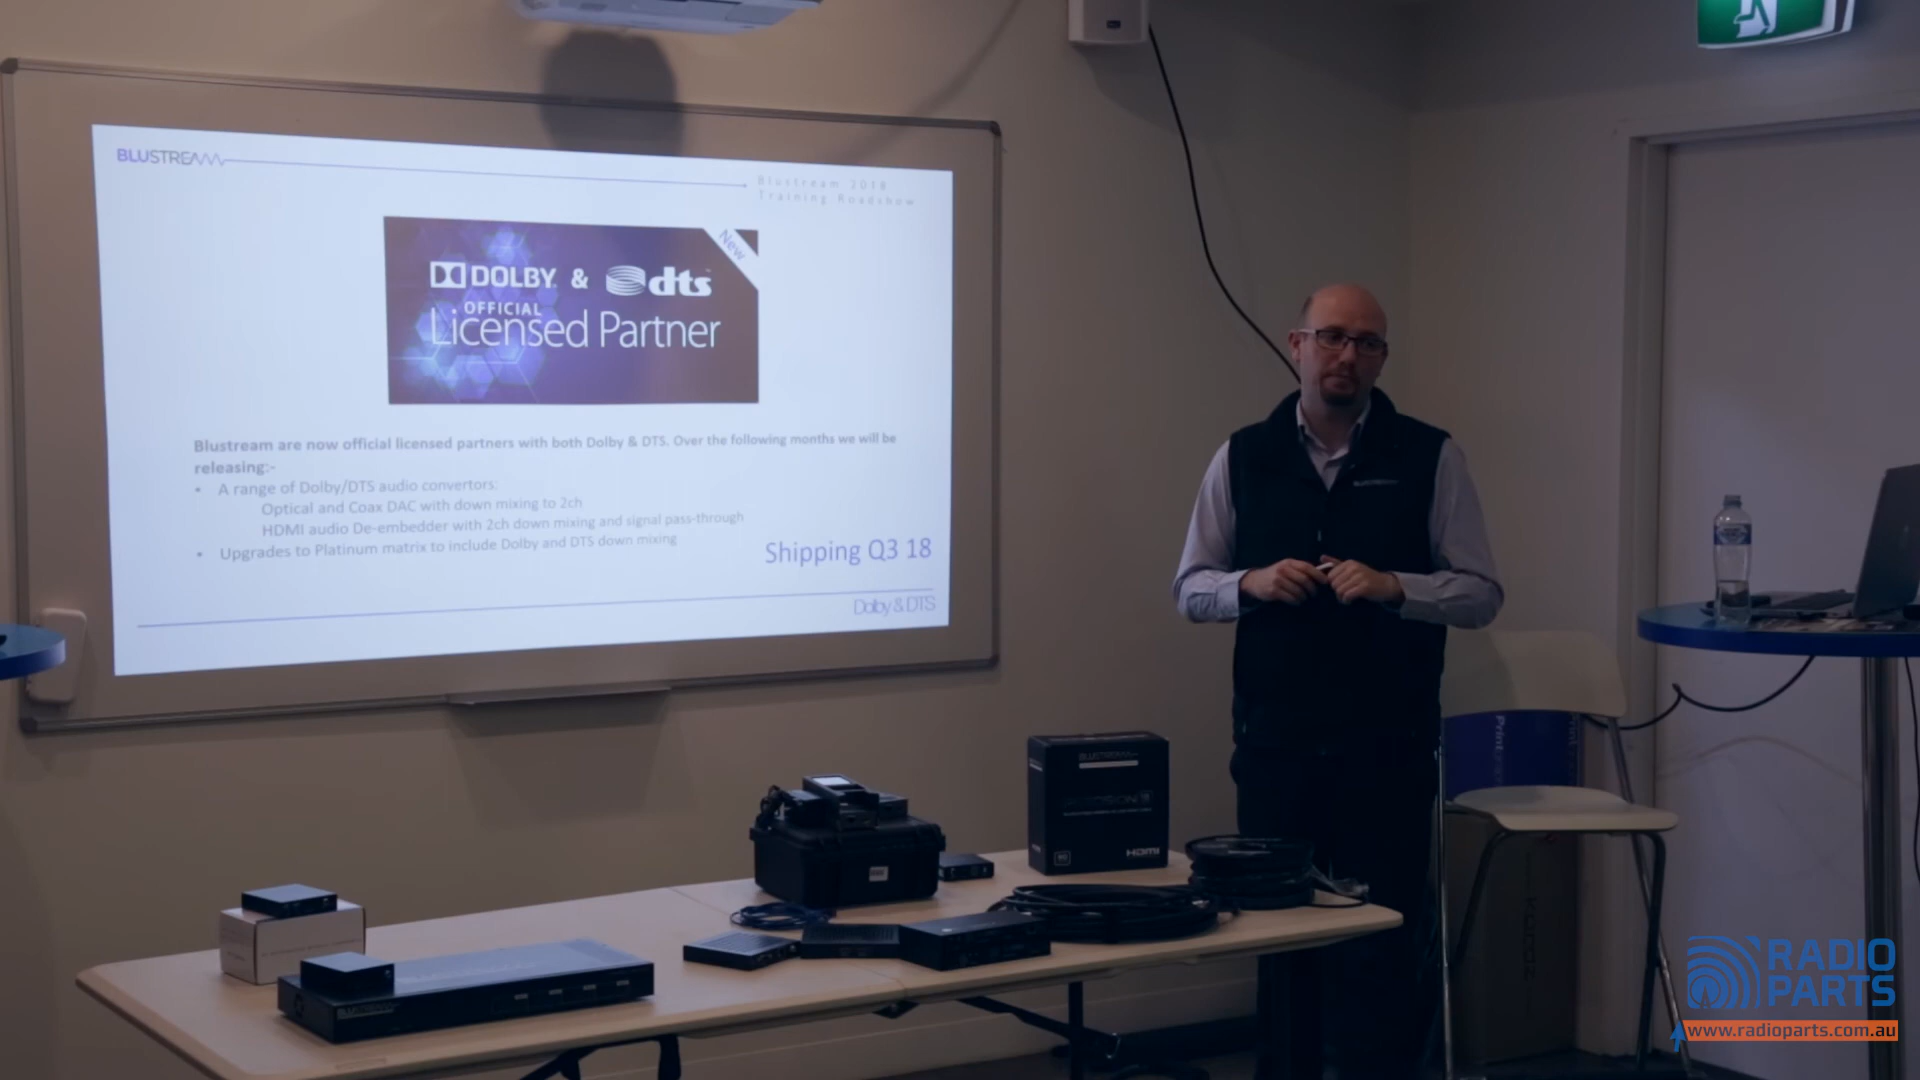 BLUSTREAM
Blustream 2018
Training Roadshow
New
DOLBY & dts
OFFICIAL
Licensed Partner
Blustream are now official licensed partners with both Dolby & DTS. Over the following months we will be
releasing:-
• A range of Dolby/DTS audio convertors:
Optical and Coax DAC with down mixing to 2ch
HDMI audio De-embedder with 2ch down mixing and signal pass-through
• Upgrades to Platinum matrix to include Dolby and DTS down mixing
Shipping Q3 18
Dolby & DTS
BLUSTREAM
PRECISION
HDMI
Print
RADIO
PARTS
www.radioparts.com.au